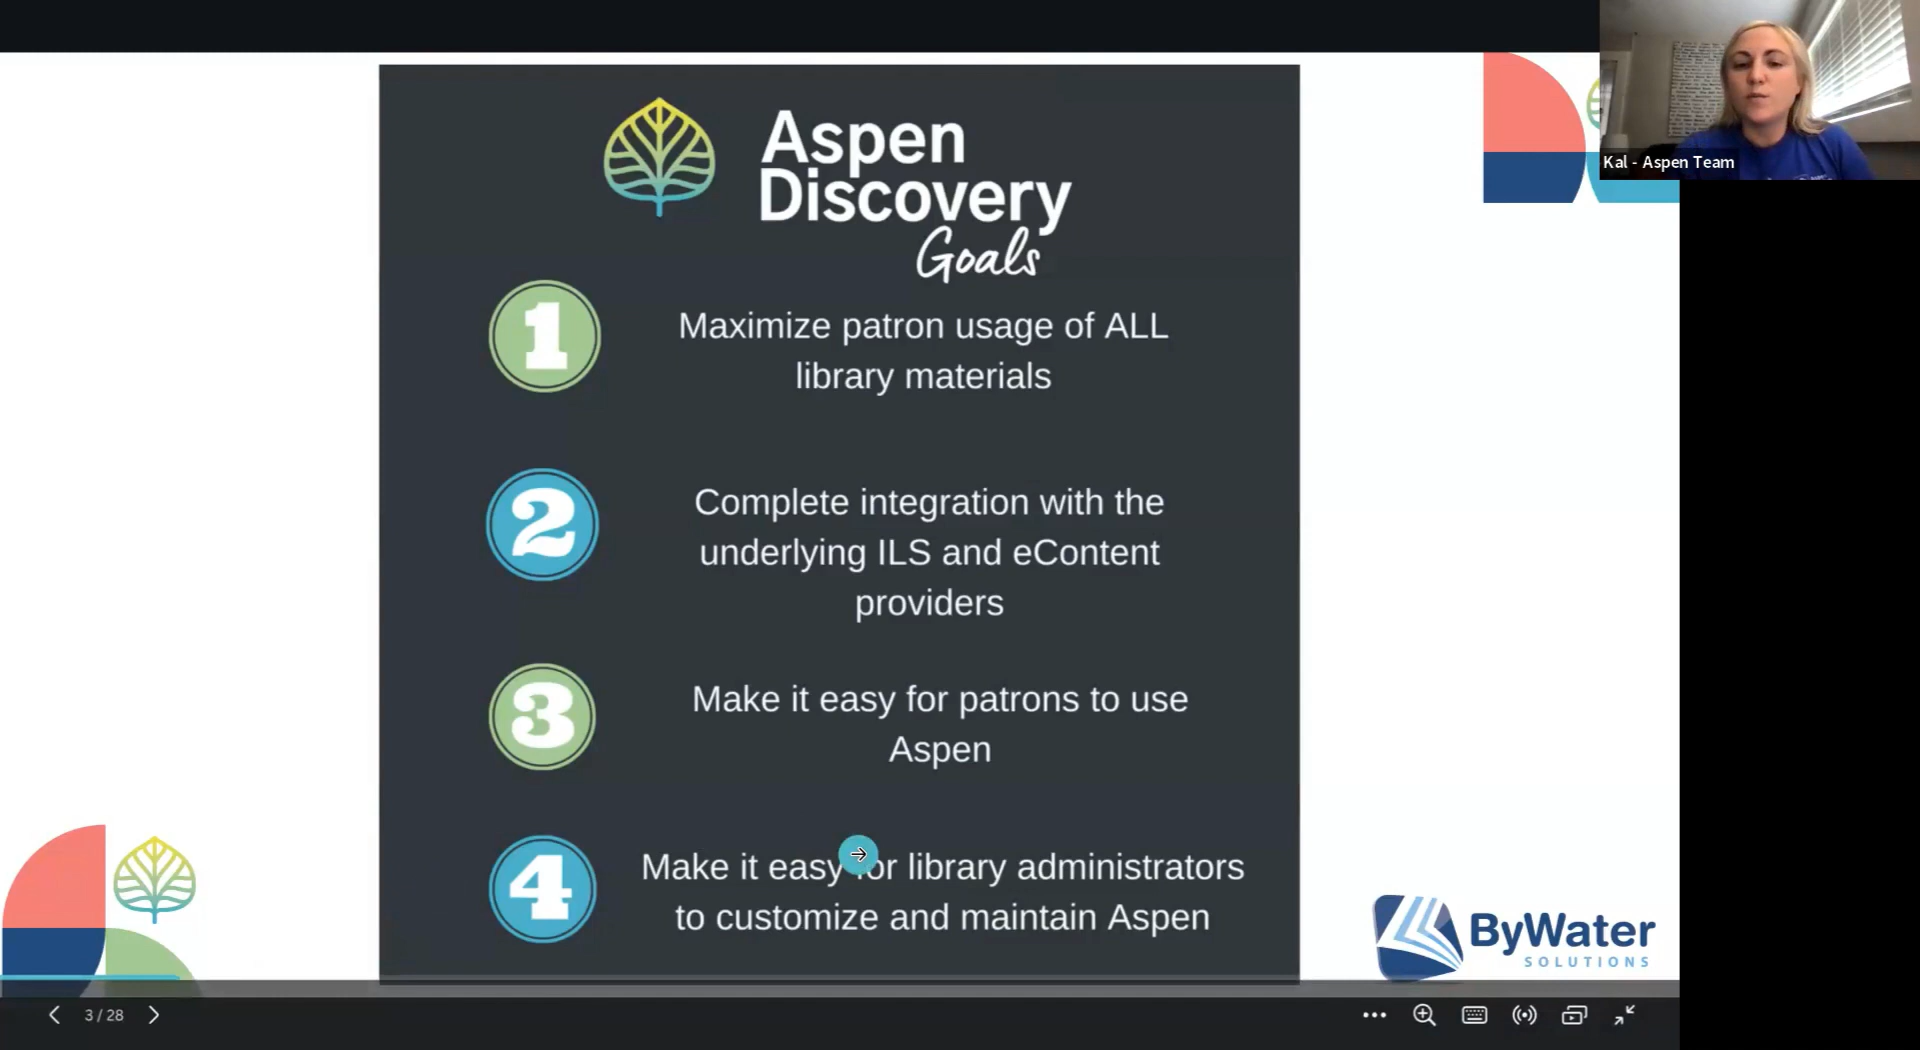 Aspen
Discovery
Goals
1
Maximize patron usage of ALL
library materials
2
Complete integration with the
underlying ILS and eContent
providers
3
Make it easy for patrons to use
Aspen
4
Make it easy for library administrators
to customize and maintain Aspen
ByWater
SOLUTIONS
Kal - Aspen Team
3 / 28